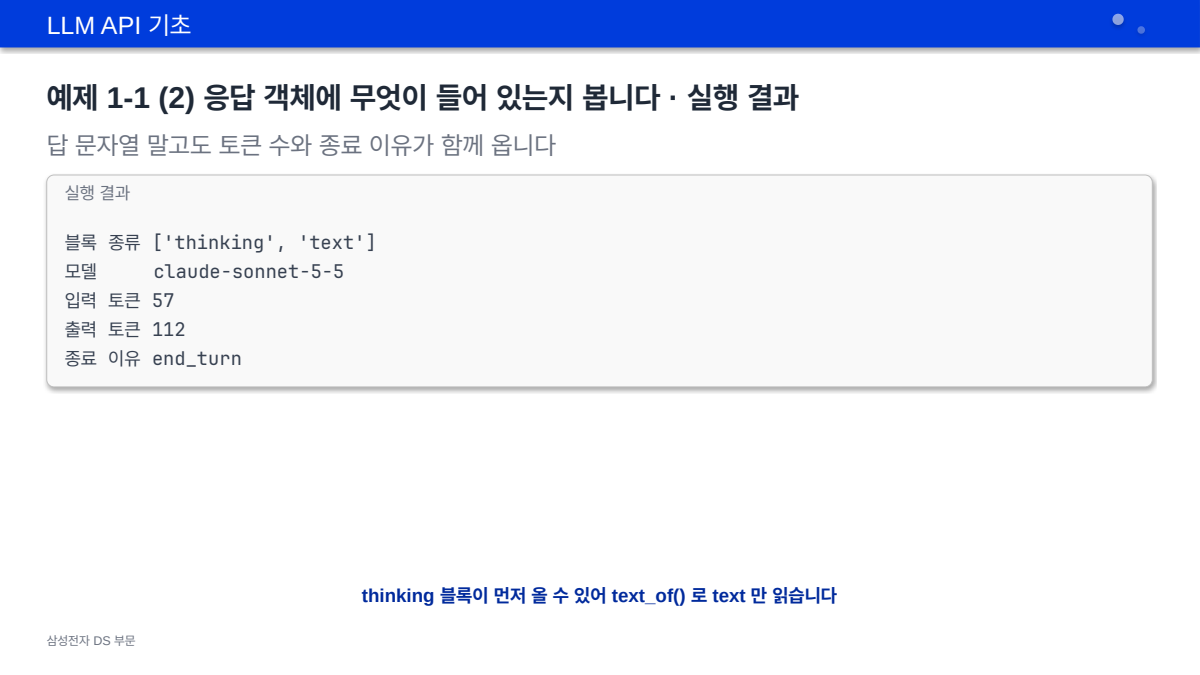 LLM API 기초
예제 1-1 (2) 응답 객체에 무엇이 들어 있는지 봅니다 · 실행 결과
답 문자열 말고도 토큰 수와 종료 이유가 함께 옵니다
실행 결과
블록 종류 ['thinking', 'text']
모델     claude-sonnet-5-5
입력 토큰 57
출력 토큰 112
종료 이유 end_turn
thinking 블록이 먼저 올 수 있어 text_of() 로 text 만 읽습니다
삼성전자 DS 부문